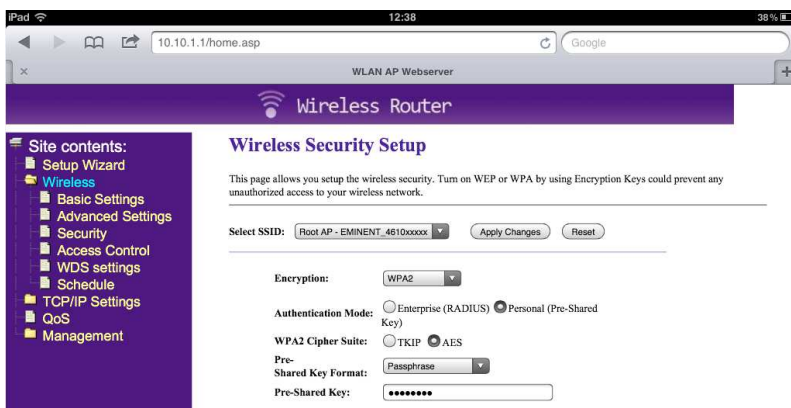 iPad 12:38 38%
10.10.1.1/home.asp Google
WLAN AP Webserver
Wireless Router
Site contents:
Setup Wizard
Wireless
Basic Settings
Advanced Settings
Security
Access Control
WDS settings
Schedule
TCP/IP Settings
QoS
Management
Wireless Security Setup
This page allows you setup the wireless security. Turn on WEP or WPA by using Encryption Keys could prevent any
unauthorized access to your wireless network.
Select SSID: Root AP - EMINENT_4610xxxxx Apply Changes Reset
Encryption: WPA2
Authentication Mode: Enterprise (RADIUS) Personal (Pre-Shared
Key)
WPA2 Cipher Suite: TKIP AES
Pre-
Shared Key Format: Passphrase
Pre-Shared Key: ••••••••